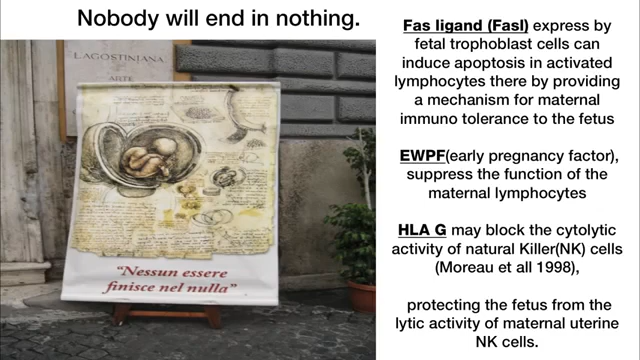 Nobody will end in nothing.
L'AGOSTINIANA
ARTE
"Nessun essere
finisce nel nulla"
Fas ligand (Fasl) express by
fetal trophoblast cells can
induce apoptosis in activated
lymphocytes there by providing
a mechanism for maternal
immuno tolerance to the fetus
EWPF(early pregnancy factor),
suppress the function of the
maternal lymphocytes
HLA G may block the cytolytic
activity of natural Killer(NK) cells
(Moreau et all 1998),
protecting the fetus from the
lytic activity of maternal uterine
NK cells.